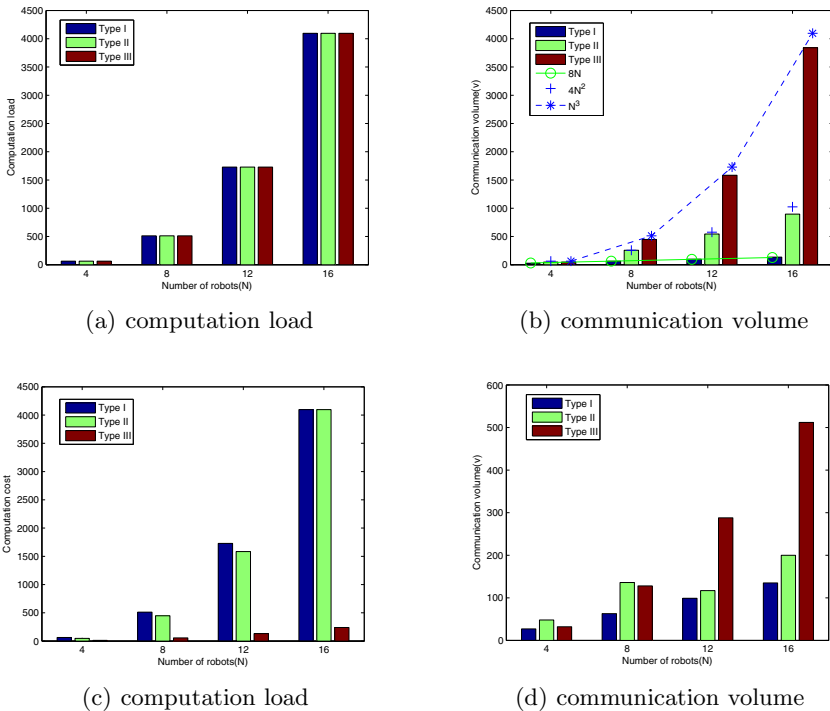 4500
4000
3500
3000
2500
2000
1500
1000
500
0
Computation load
Type I
Type II
Type III
4 8 12 16
Number of robots(N)
(a) computation load
4500
4000
3500
3000
2500
2000
1500
1000
500
0
Communication volume(v)
Type I
Type II
Type III
8N
4N²
N³
4 8 12 16
Number of robots(N)
(b) communication volume
4500
4000
3500
3000
2500
2000
1500
1000
500
0
Computation cost
Type I
Type II
Type III
4 8 12 16
Number of robots(N)
(c) computation load
600
500
400
300
200
100
0
Communication volume(v)
Type I
Type II
Type III
4 8 12 16
Number of robots(N)
(d) communication volume